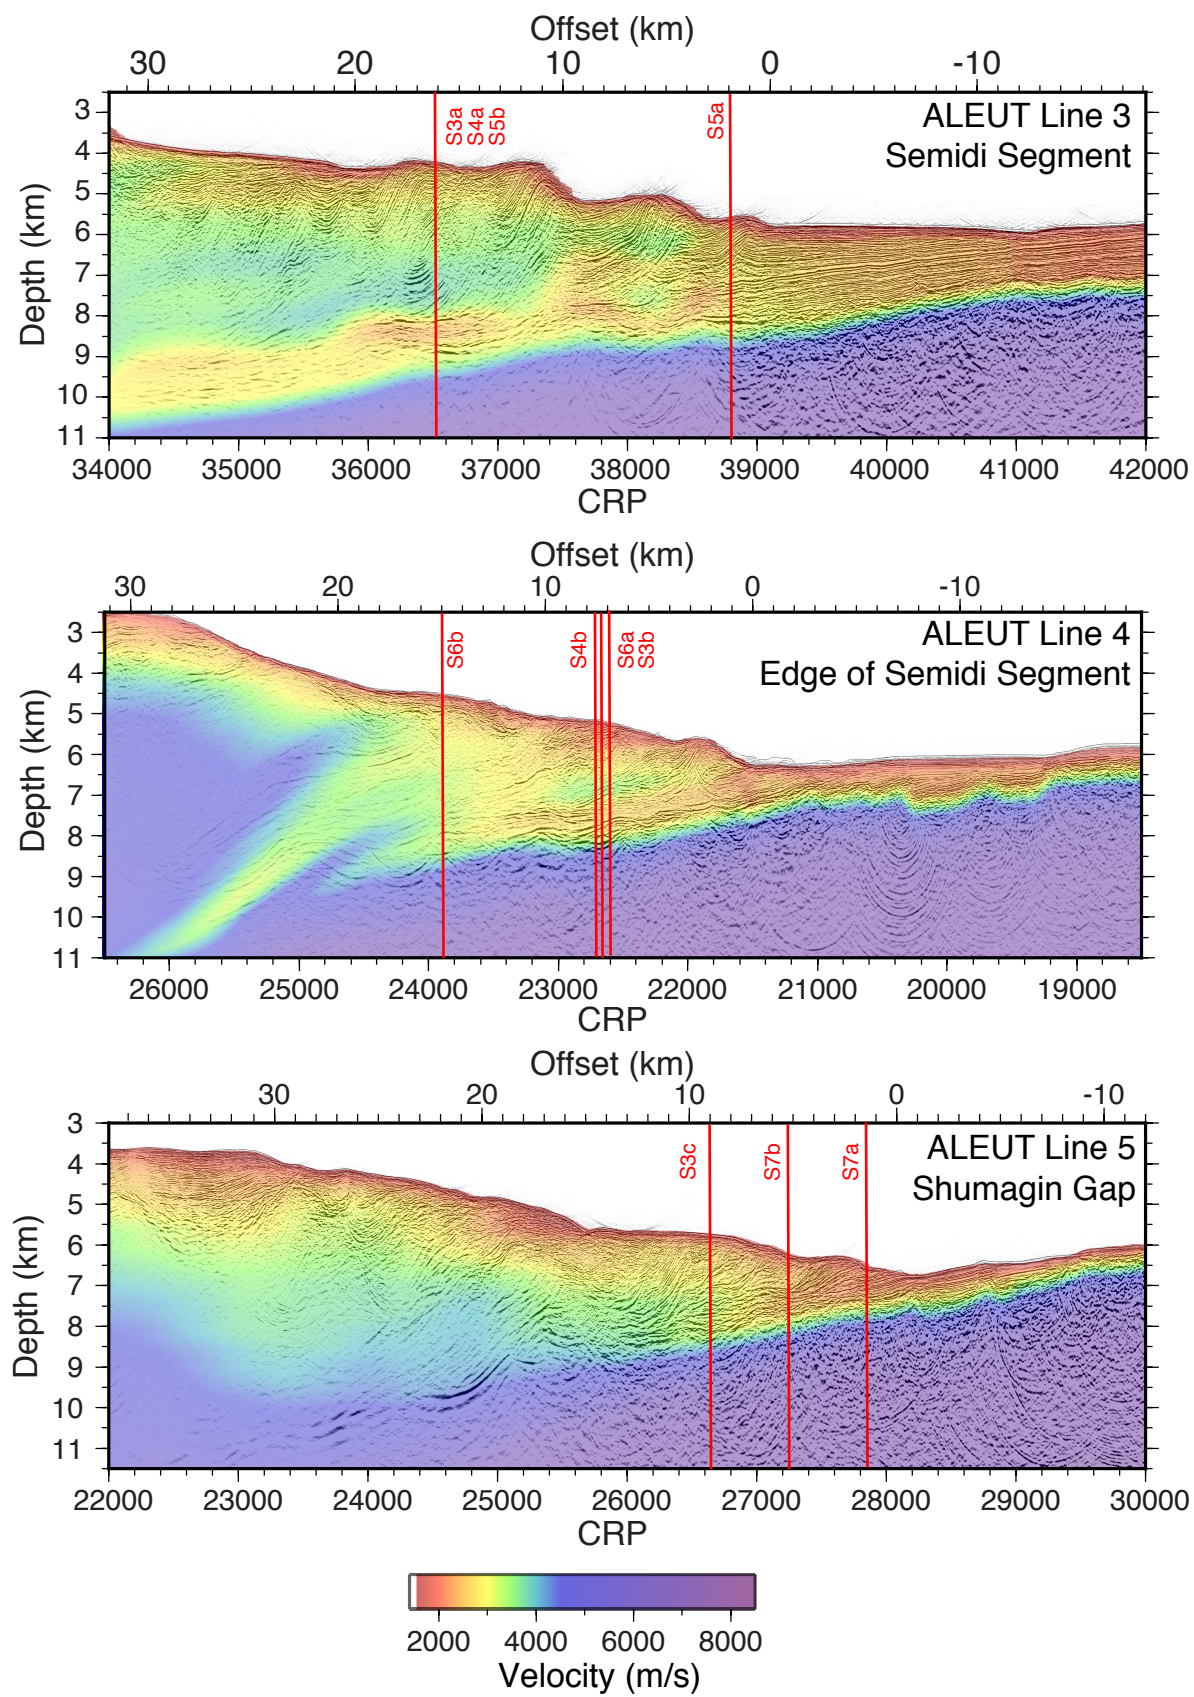 Offset (km)
30 20 10 0 -10
ALEUT Line 3
Semidi Segment
S3a
S4a
S5b
S5a
Depth (km)
3
4
5
6
7
8
9
10
11
34000 35000 36000 37000 38000 39000 40000 41000 42000
CRP
Offset (km)
30 20 10 0 -10
ALEUT Line 4
Edge of Semidi Segment
S6b
S4b
S6a
S3b
Depth (km)
3
4
5
6
7
8
9
10
11
26000 25000 24000 23000 22000 21000 20000 19000
CRP
Offset (km)
30 20 10 0 -10
ALEUT Line 5
Shumagin Gap
S3c
S7b
S7a
Depth (km)
3
4
5
6
7
8
9
10
11
22000 23000 24000 25000 26000 27000 28000 29000 30000
CRP
2000 4000 6000 8000
Velocity (m/s)